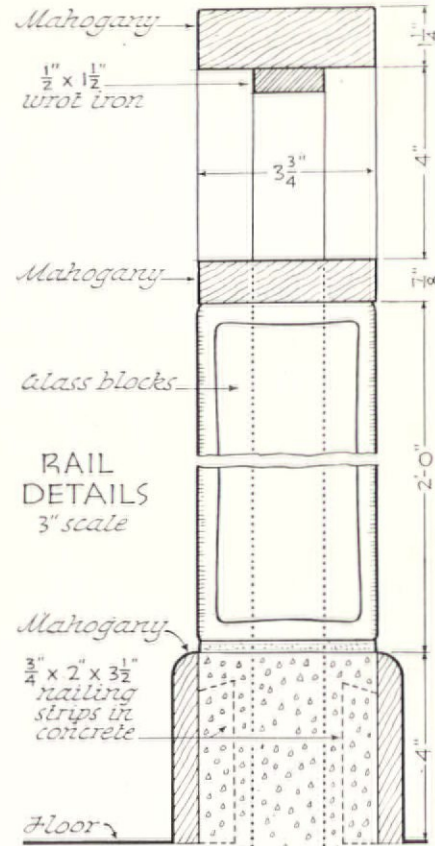 Mahogany
1 1/4"
1/2" x 1 1/2"
wrot iron
4"
3 3/4"
Mahogany
7/8"
Glass blocks
RAIL
DETAILS
3" scale
2'-0"
Mahogany
3/4" x 2" x 3 1/2"
nailing
strips in
concrete
4"
Floor